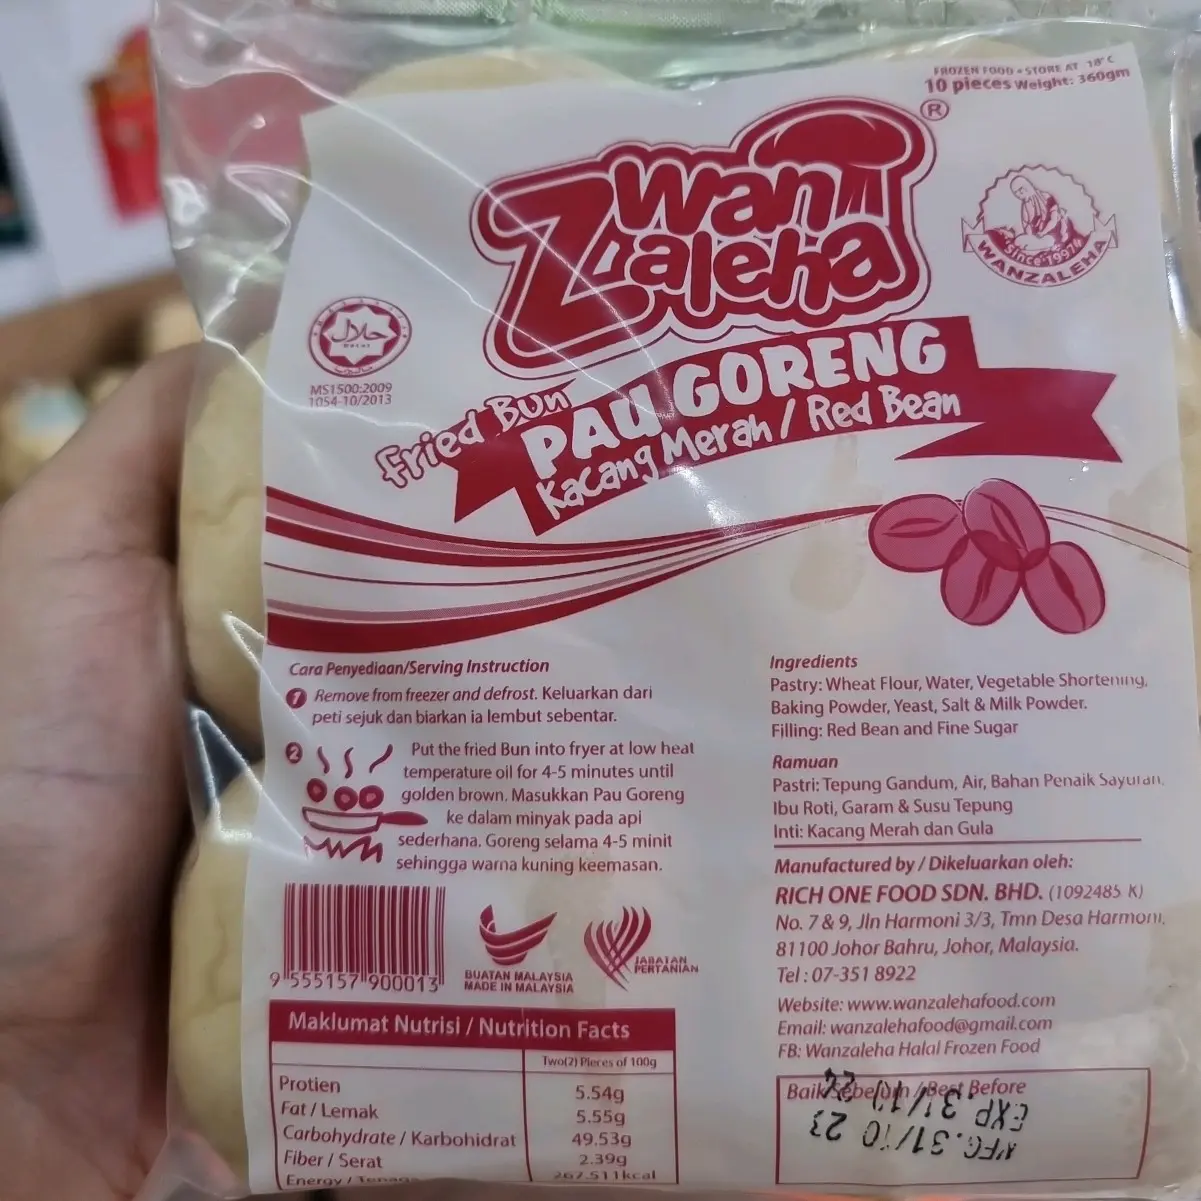 FROZEN FOOD • STORE AT 18°C
10 pieces Weight: 360gm
Wan
Zaleha
®
Since 1997
WANZALEHA
حلال
Halal
MS1500:2009
1054-10/2013
Fried Bun
PAU GORENG
Kacang Merah / Red Bean
Cara Penyediaan/Serving Instruction
1 Remove from freezer and defrost. Keluarkan dari
peti sejuk dan biarkan ia lembut sebentar.
2 Put the fried Bun into fryer at low heat
temperature oil for 4-5 minutes until
golden brown. Masukkan Pau Goreng
ke dalam minyak pada api
sederhana. Goreng selama 4-5 minit
sehingga warna kuning keemasan.
9 555157 900013
BUATAN MALAYSIA
MADE IN MALAYSIA
JABATAN
PERTANIAN
Maklumat Nutrisi / Nutrition Facts
Two(2) Pieces of 100g
Protien 5.54g
Fat / Lemak 5.55g
Carbohydrate / Karbohidrat 49.53g
Fiber / Serat 2.39g
Energy / Tenaga 267.511kcal
Ingredients
Pastry: Wheat Flour, Water, Vegetable Shortening,
Baking Powder, Yeast, Salt & Milk Powder.
Filling: Red Bean and Fine Sugar
Ramuan
Pastri: Tepung Gandum, Air, Bahan Penaik Sayuran,
Ibu Roti, Garam & Susu Tepung
Inti: Kacang Merah dan Gula
Manufactured by / Dikeluarkan oleh:
RICH ONE FOOD SDN. BHD. (1092485 K)
No. 7 & 9, Jln Harmoni 3/3, Tmn Desa Harmoni,
81100 Johor Bahru, Johor, Malaysia.
Tel : 07-351 8922
Website: www.wanzalehafood.com
Email: wanzalehafood@gmail.com
FB: Wanzaleha Halal Frozen Food
Baik Sebelum / Best Before
MFG. 31/10 23
EXP. 31/10 24